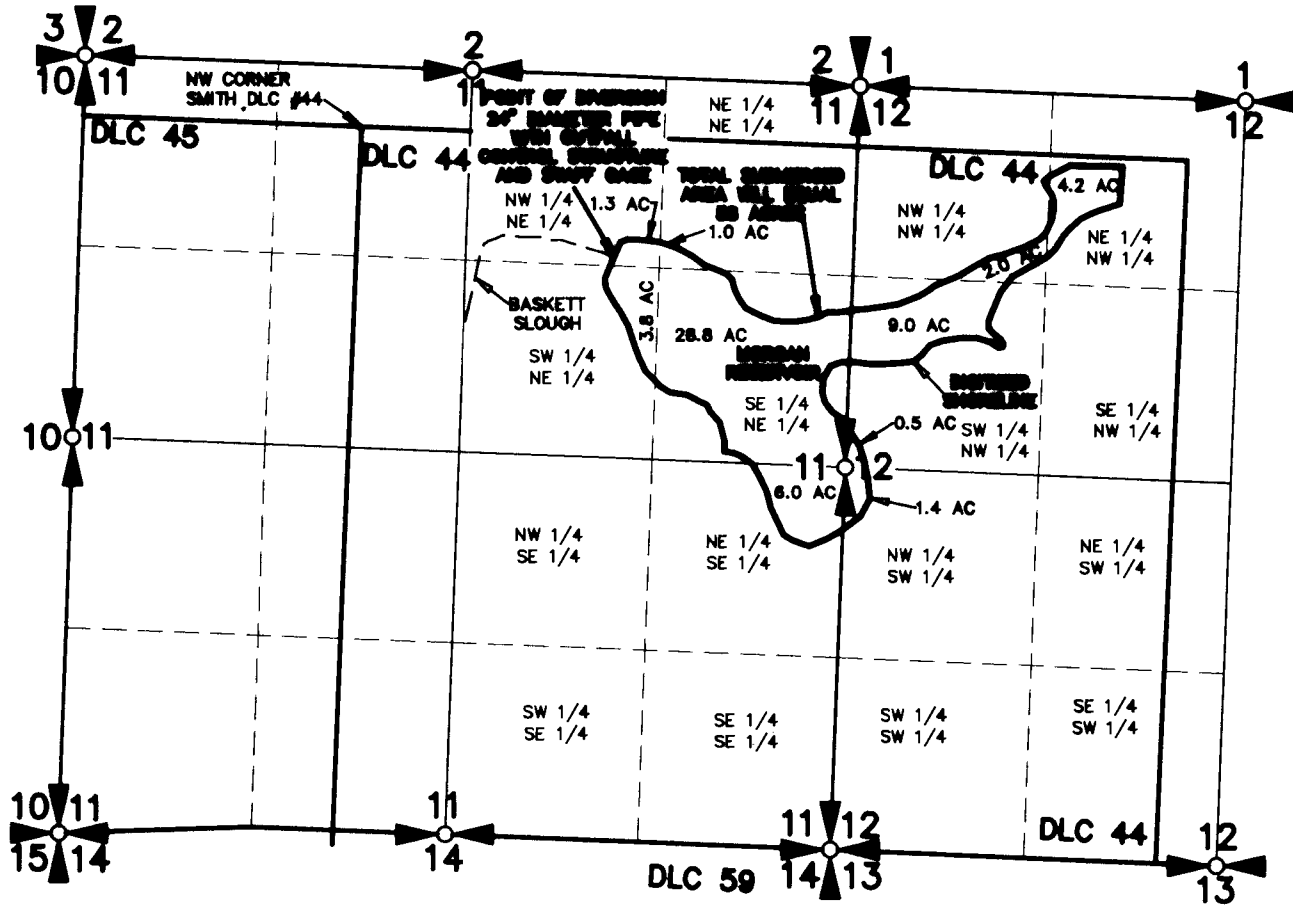 3 2
10 11
2
11
2 1
11 12
1
12
NW CORNER
SMITH DLC #44
DLC 45
DLC 44
POINT OF DIVERSION
24" DIAMETER PIPE
WITH OUTFALL
CONTROL STRUCTURE
AND STAFF GAGE
NE 1/4
NE 1/4
TOTAL SUBMERGED
AREA WILL EQUAL
ACRES
DLC 44
4.2 AC
NW 1/4
NE 1/4
1.3 AC
1.0 AC
NW 1/4
NW 1/4
NE 1/4
NW 1/4
2.0 AC
BASKETT
SLOUGH
3.8 AC
28.8 AC
9.0 AC
SW 1/4
NE 1/4
MORGAN
RESERVOIR
SHORELINE
SE 1/4
NE 1/4
0.5 AC
SW 1/4
NW 1/4
SE 1/4
NW 1/4
10 11
11 12
6.0 AC
1.4 AC
NW 1/4
SE 1/4
NE 1/4
SE 1/4
NW 1/4
SW 1/4
NE 1/4
SW 1/4
SW 1/4
SE 1/4
SE 1/4
SE 1/4
SW 1/4
SW 1/4
SE 1/4
SW 1/4
10 11
15 14
11
14
DLC 59
11 12
14 13
DLC 44
12
13